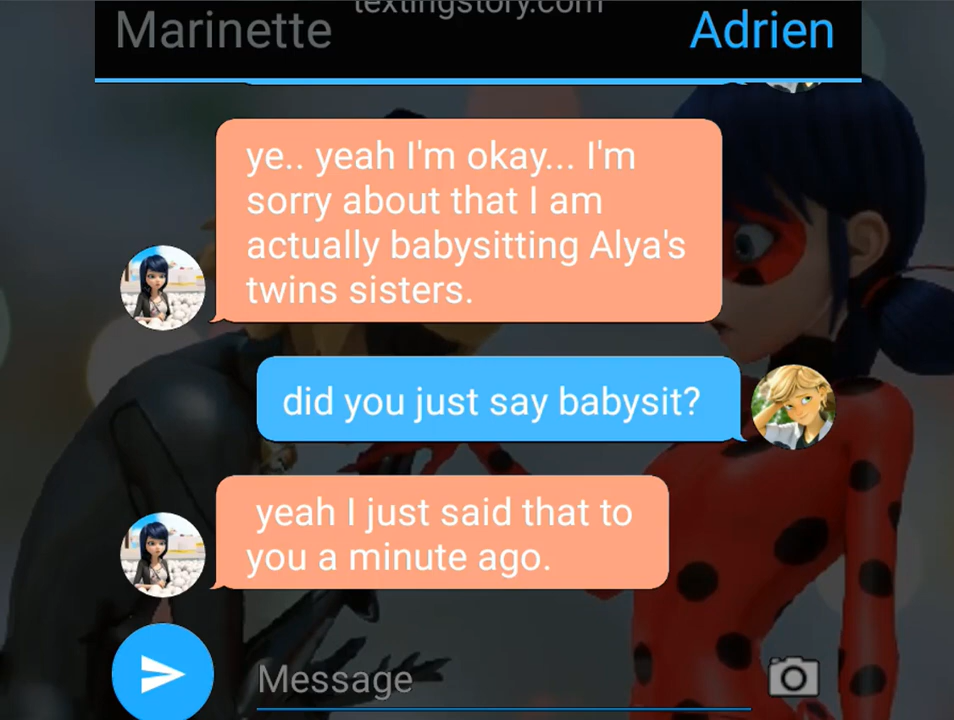 textingstory.com
Marinette
Adrien
ye.. yeah I'm okay... I'm
sorry about that I am
actually babysitting Alya's
twins sisters.
did you just say babysit?
yeah I just said that to
you a minute ago.
Message